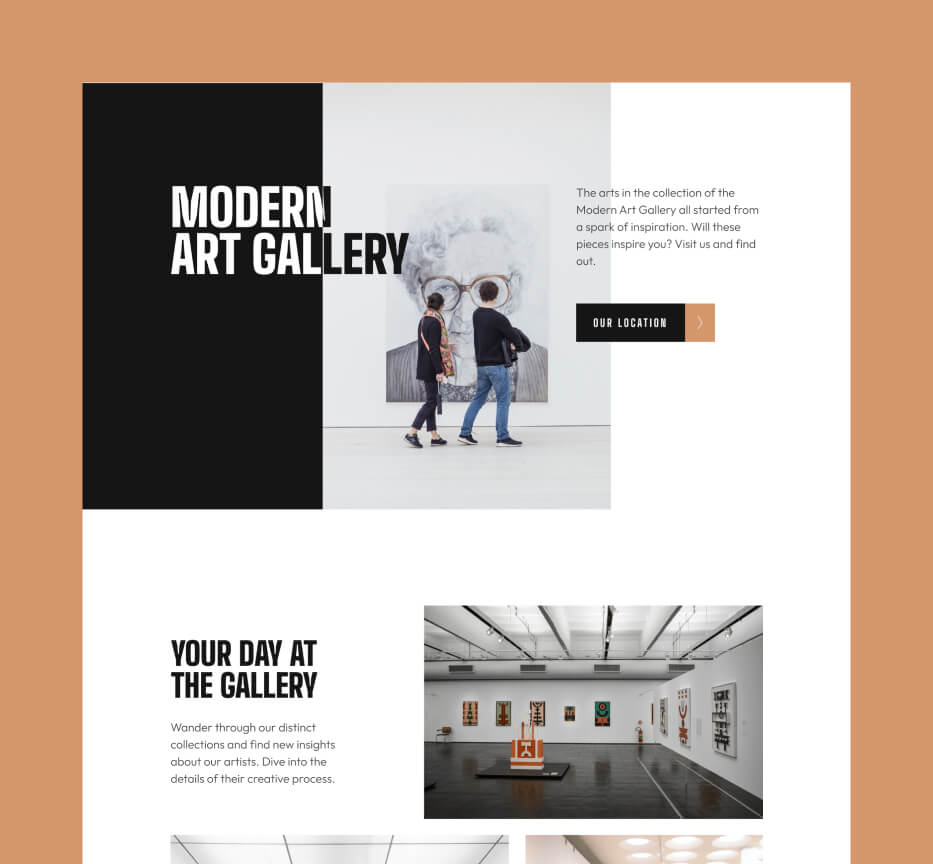 MODERN
ART GALLERY
The arts in the collection of the
Modern Art Gallery all started from
a spark of inspiration. Will these
pieces inspire you? Visit us and find
out.
OUR LOCATION
YOUR DAY AT
THE GALLERY
Wander through our distinct
collections and find new insights
about our artists. Dive into the
details of their creative process.